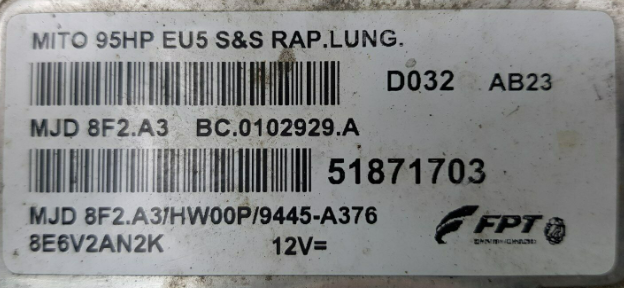 MITO 95HP EU5 S&S RAP.LUNG.
D032 AB23
MJD 8F2.A3 BC.0102929.A
51871703
MJD 8F2.A3/HW00P/9445-A376
8E6V2AN2K 12V=
FPT